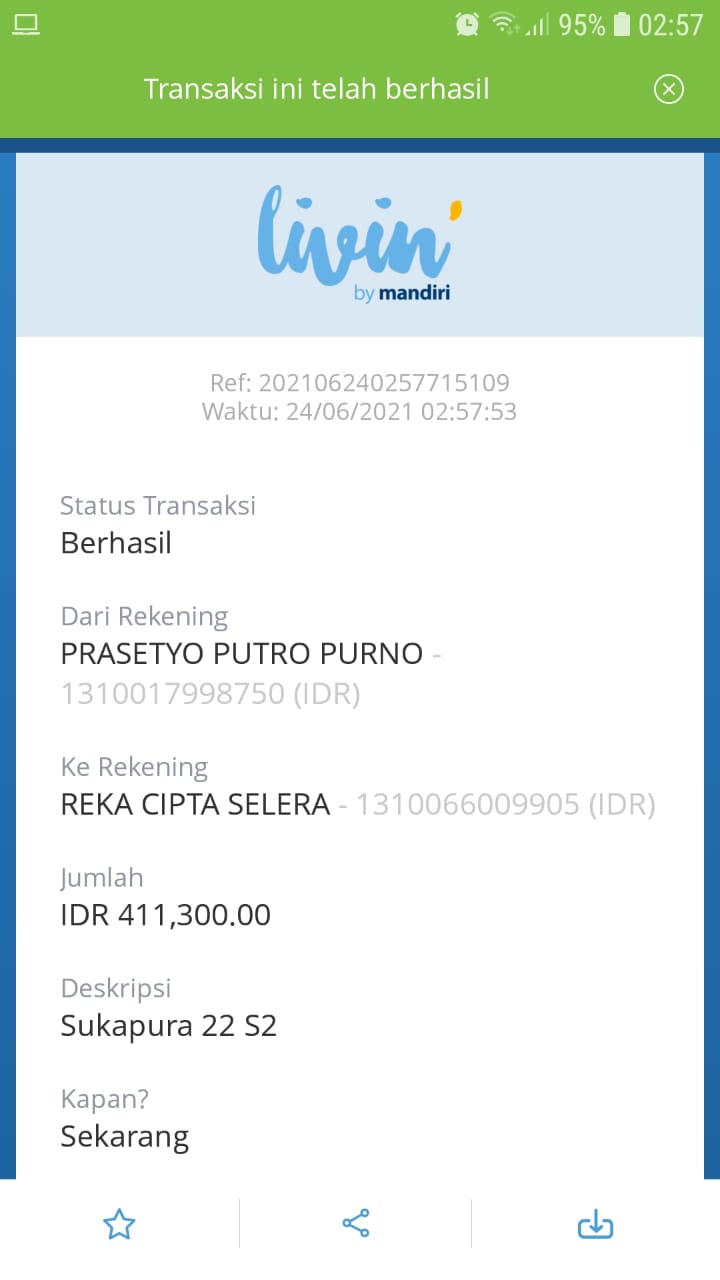 95% 02:57
Transaksi ini telah berhasil
livin'
by mandiri
Ref: 202106240257715109
Waktu: 24/06/2021 02:57:53
Status Transaksi
Berhasil
Dari Rekening
PRASETYO PUTRO PURNO -
1310017998750 (IDR)
Ke Rekening
REKA CIPTA SELERA - 1310066009905 (IDR)
Jumlah
IDR 411,300.00
Deskripsi
Sukapura 22 S2
Kapan?
Sekarang